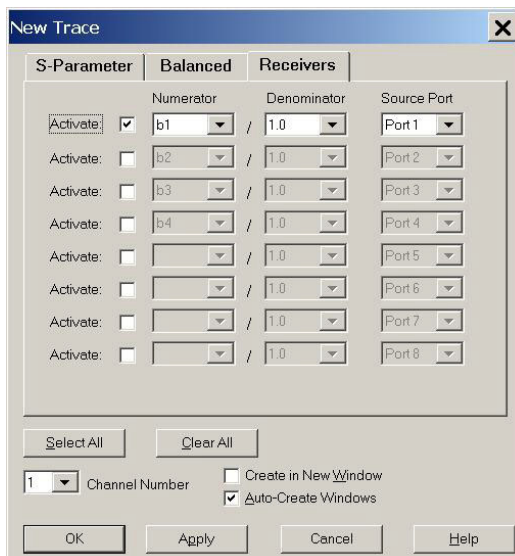 New Trace
S-Parameter Balanced Receivers
Numerator Denominator Source Port
Activate: b1 / 1.0 Port 1
Activate: b2 / 1.0 Port 2
Activate: b3 / 1.0 Port 3
Activate: b4 / 1.0 Port 4
Activate: / 1.0 Port 5
Activate: / 1.0 Port 6
Activate: / 1.0 Port 7
Activate: / 1.0 Port 8
Select All Clear All
1 Channel Number Create in New Window
Auto-Create Windows
OK Apply Cancel Help